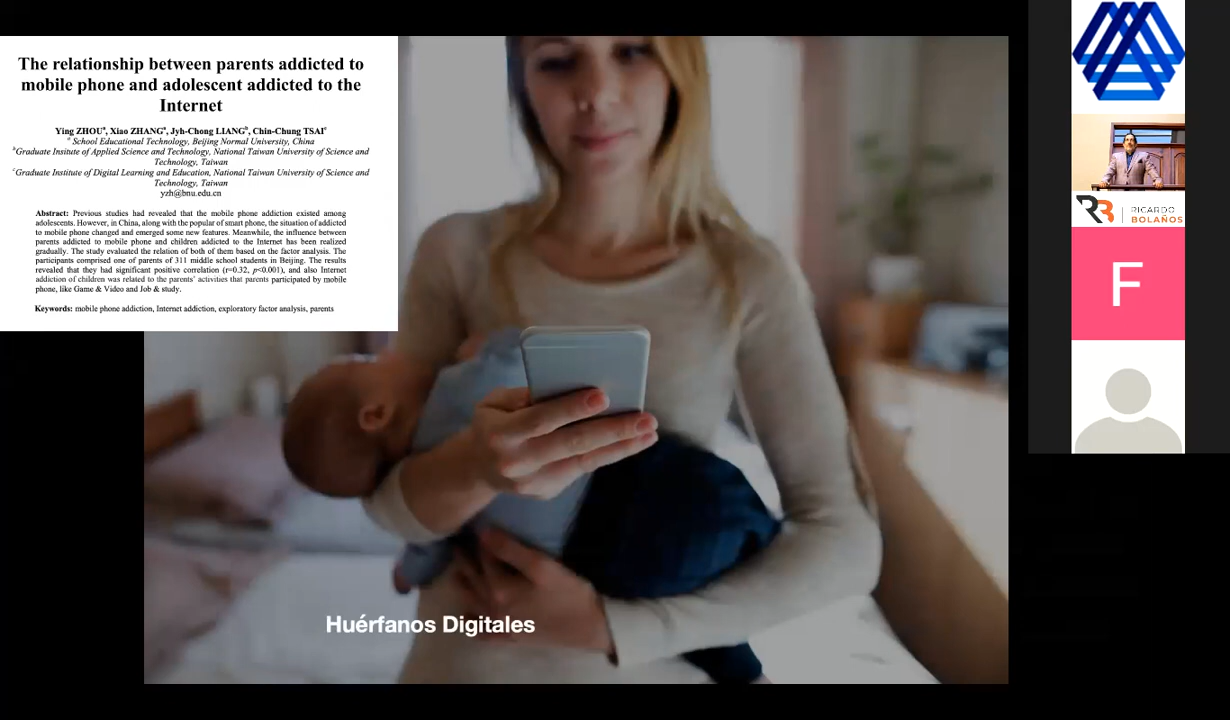 The relationship between parents addicted to
mobile phone and adolescent addicted to the
Internet
Ying ZHOUᵃ, Xiao ZHANGᵃ, Jyh-Chong LIANGᵇ, Chin-Chung TSAIᶜ
ᵃ School Educational Technology, Beijing Normal University, China
ᵇGraduate Insitute of Applied Science and Technology, National Taiwan University of Science and
Technology, Taiwan
ᶜGraduate Institute of Digital Learning and Education, National Taiwan University of Science and
Technology, Taiwan
yzh@bnu.edu.cn
Abstract: Previous studies had revealed that the mobile phone addiction existed among
adolescents. However, in China, along with the popular of smart phone, the situation of addicted
to mobile phone changed and emerged some new features. Meanwhile, the influence between
parents addicted to mobile phone and children addicted to the Internet has been realized
gradually. The study evaluated the relation of both of them based on the factor analysis. The
participants comprised one of parents of 311 middle school students in Beijing. The results
revealed that they had significant positive correlation (r=0.32, p<0.001), and also Internet
addiction of children was related to the parents' activities that parents participated by mobile
phone, like Game & Video and Job & study.
Keywords: mobile phone addiction, Internet addiction, exploratory factor analysis, parents
Huérfanos Digitales
RB
RICARDO
BOLAÑOS
F